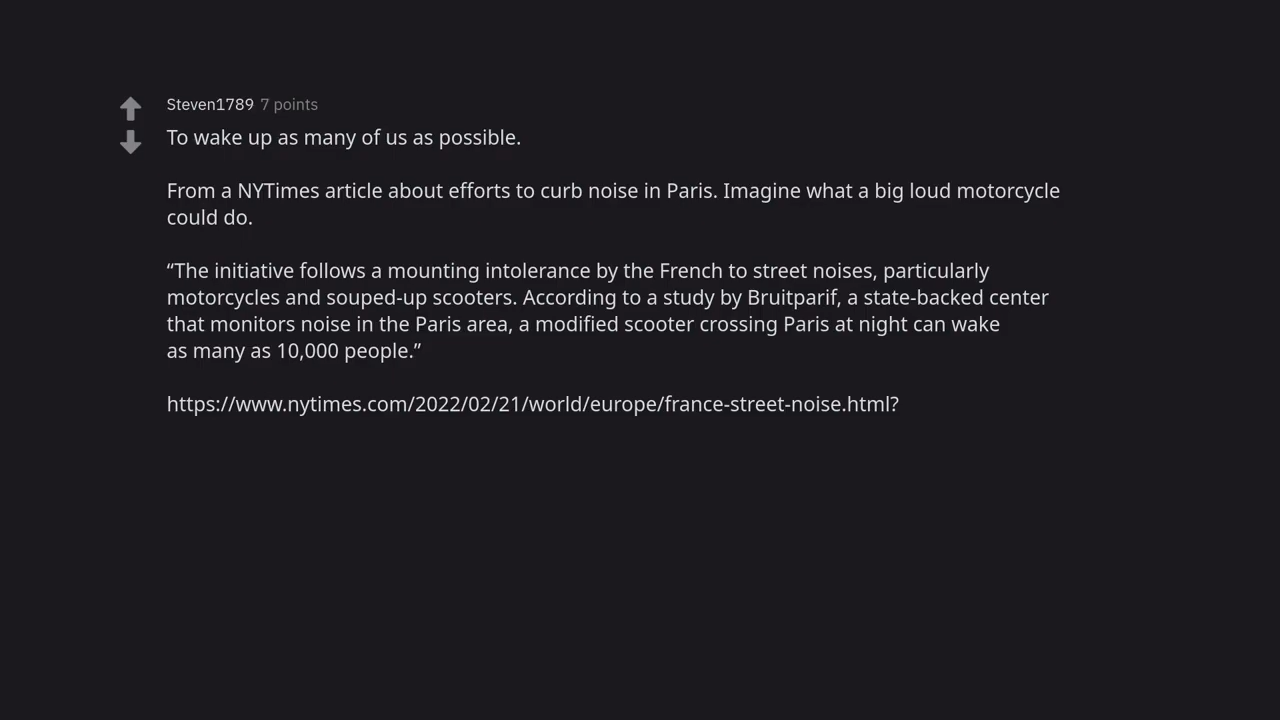 Steven1789 7 points
To wake up as many of us as possible.
From a NYTimes article about efforts to curb noise in Paris. Imagine what a big loud motorcycle
could do.
“The initiative follows a mounting intolerance by the French to street noises, particularly
motorcycles and souped-up scooters. According to a study by Bruitparif, a state-backed center
that monitors noise in the Paris area, a modified scooter crossing Paris at night can wake
as many as 10,000 people.”
https://www.nytimes.com/2022/02/21/world/europe/france-street-noise.html?